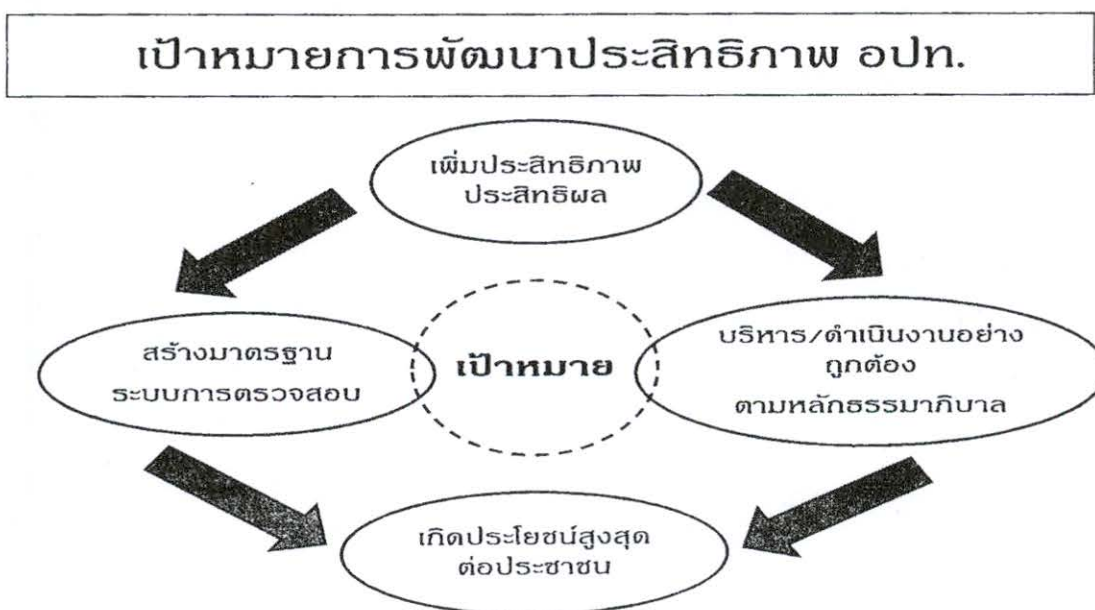 เป้าหมายการพัฒนาประสิทธิภาพ อปท.
เพิ่มประสิทธิภาพ
ประสิทธิผล
สร้างมาตรฐาน
ระบบการตรวจสอบ
เป้าหมาย
บริหาร/ดำเนินงานอย่าง
ถูกต้อง
ตามหลักธรรมาภิบาล
เกิดประโยชน์สูงสุด
ต่อประชาชน